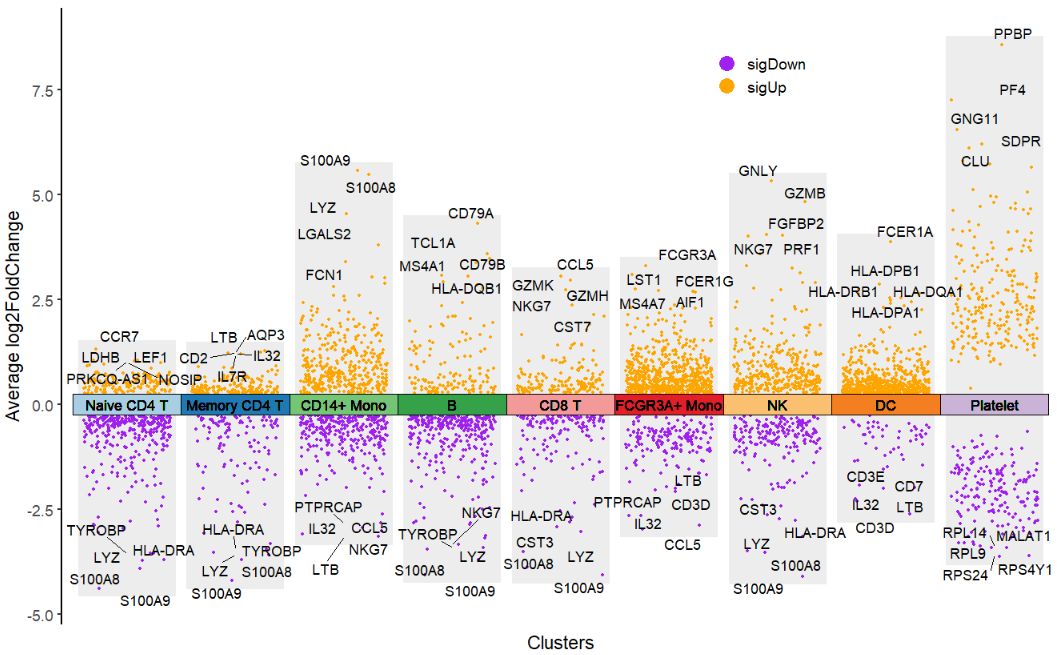 PPBP
sigDown
sigUp
7.5
PF4
GNG11
SDPR
CLU
S100A9
S100A8
GNLY
GZMB
5.0
LYZ
LGALS2
FCN1
CD79A
TCL1A
MS4A1
CD79B
HLA-DQB1
FGFBP2
NKG7
PRF1
FCER1A
CCL5
GZMK
GZMH
NKG7
CST7
FCGR3A
LST1
FCER1G
MS4A7
AIF1
HLA-DPB1
HLA-DRB1
HLA-DQA1
HLA-DPA1
2.5
CCR7
LDHB
LEF1
PRKCQ-AS1
NOSIP
LTB
AQP3
CD2
IL32
IL7R
Average log2FoldChange
0.0
Naive CD4 T
Memory CD4 T
CD14+ Mono
B
CD8 T
FCGR3A+ Mono
NK
DC
Platelet
-2.5
TYROBP
LYZ
HLA-DRA
S100A8
S100A9
HLA-DRA
TYROBP
LYZ
S100A8
S100A9
PTPRCAP
IL32
CCL5
NKG7
LTB
NKG7
TYROBP
LYZ
S100A8
S100A9
HLA-DRA
CST3
S100A8
LYZ
S100A9
LTB
PTPRCAP
CD3D
IL32
CCL5
CST3
HLA-DRA
LYZ
S100A8
S100A9
CD3E
CD7
IL32
LTB
CD3D
RPL14
MALAT1
RPL9
RPS24
RPS4Y1
-5.0
Clusters